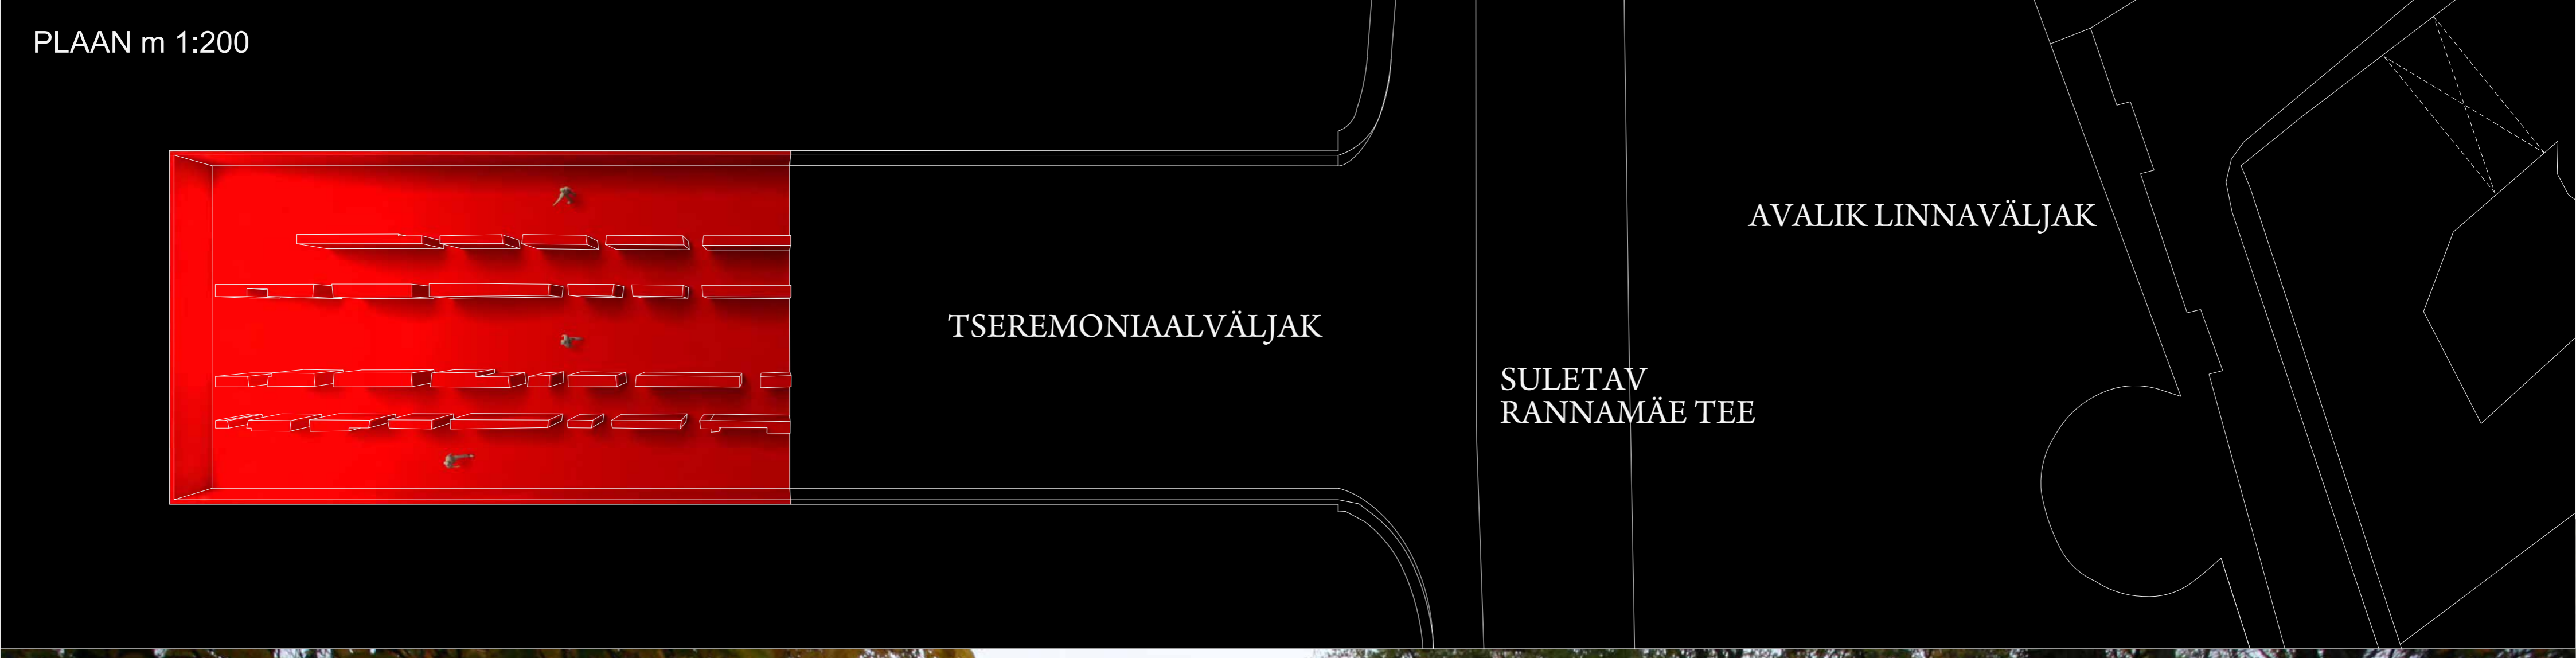 PLAAN m 1:200
AVALIK LINNAVÄLJAK
TSEREMONIAALVÄLJAK
SULETAV
RANNAMÄE TEE